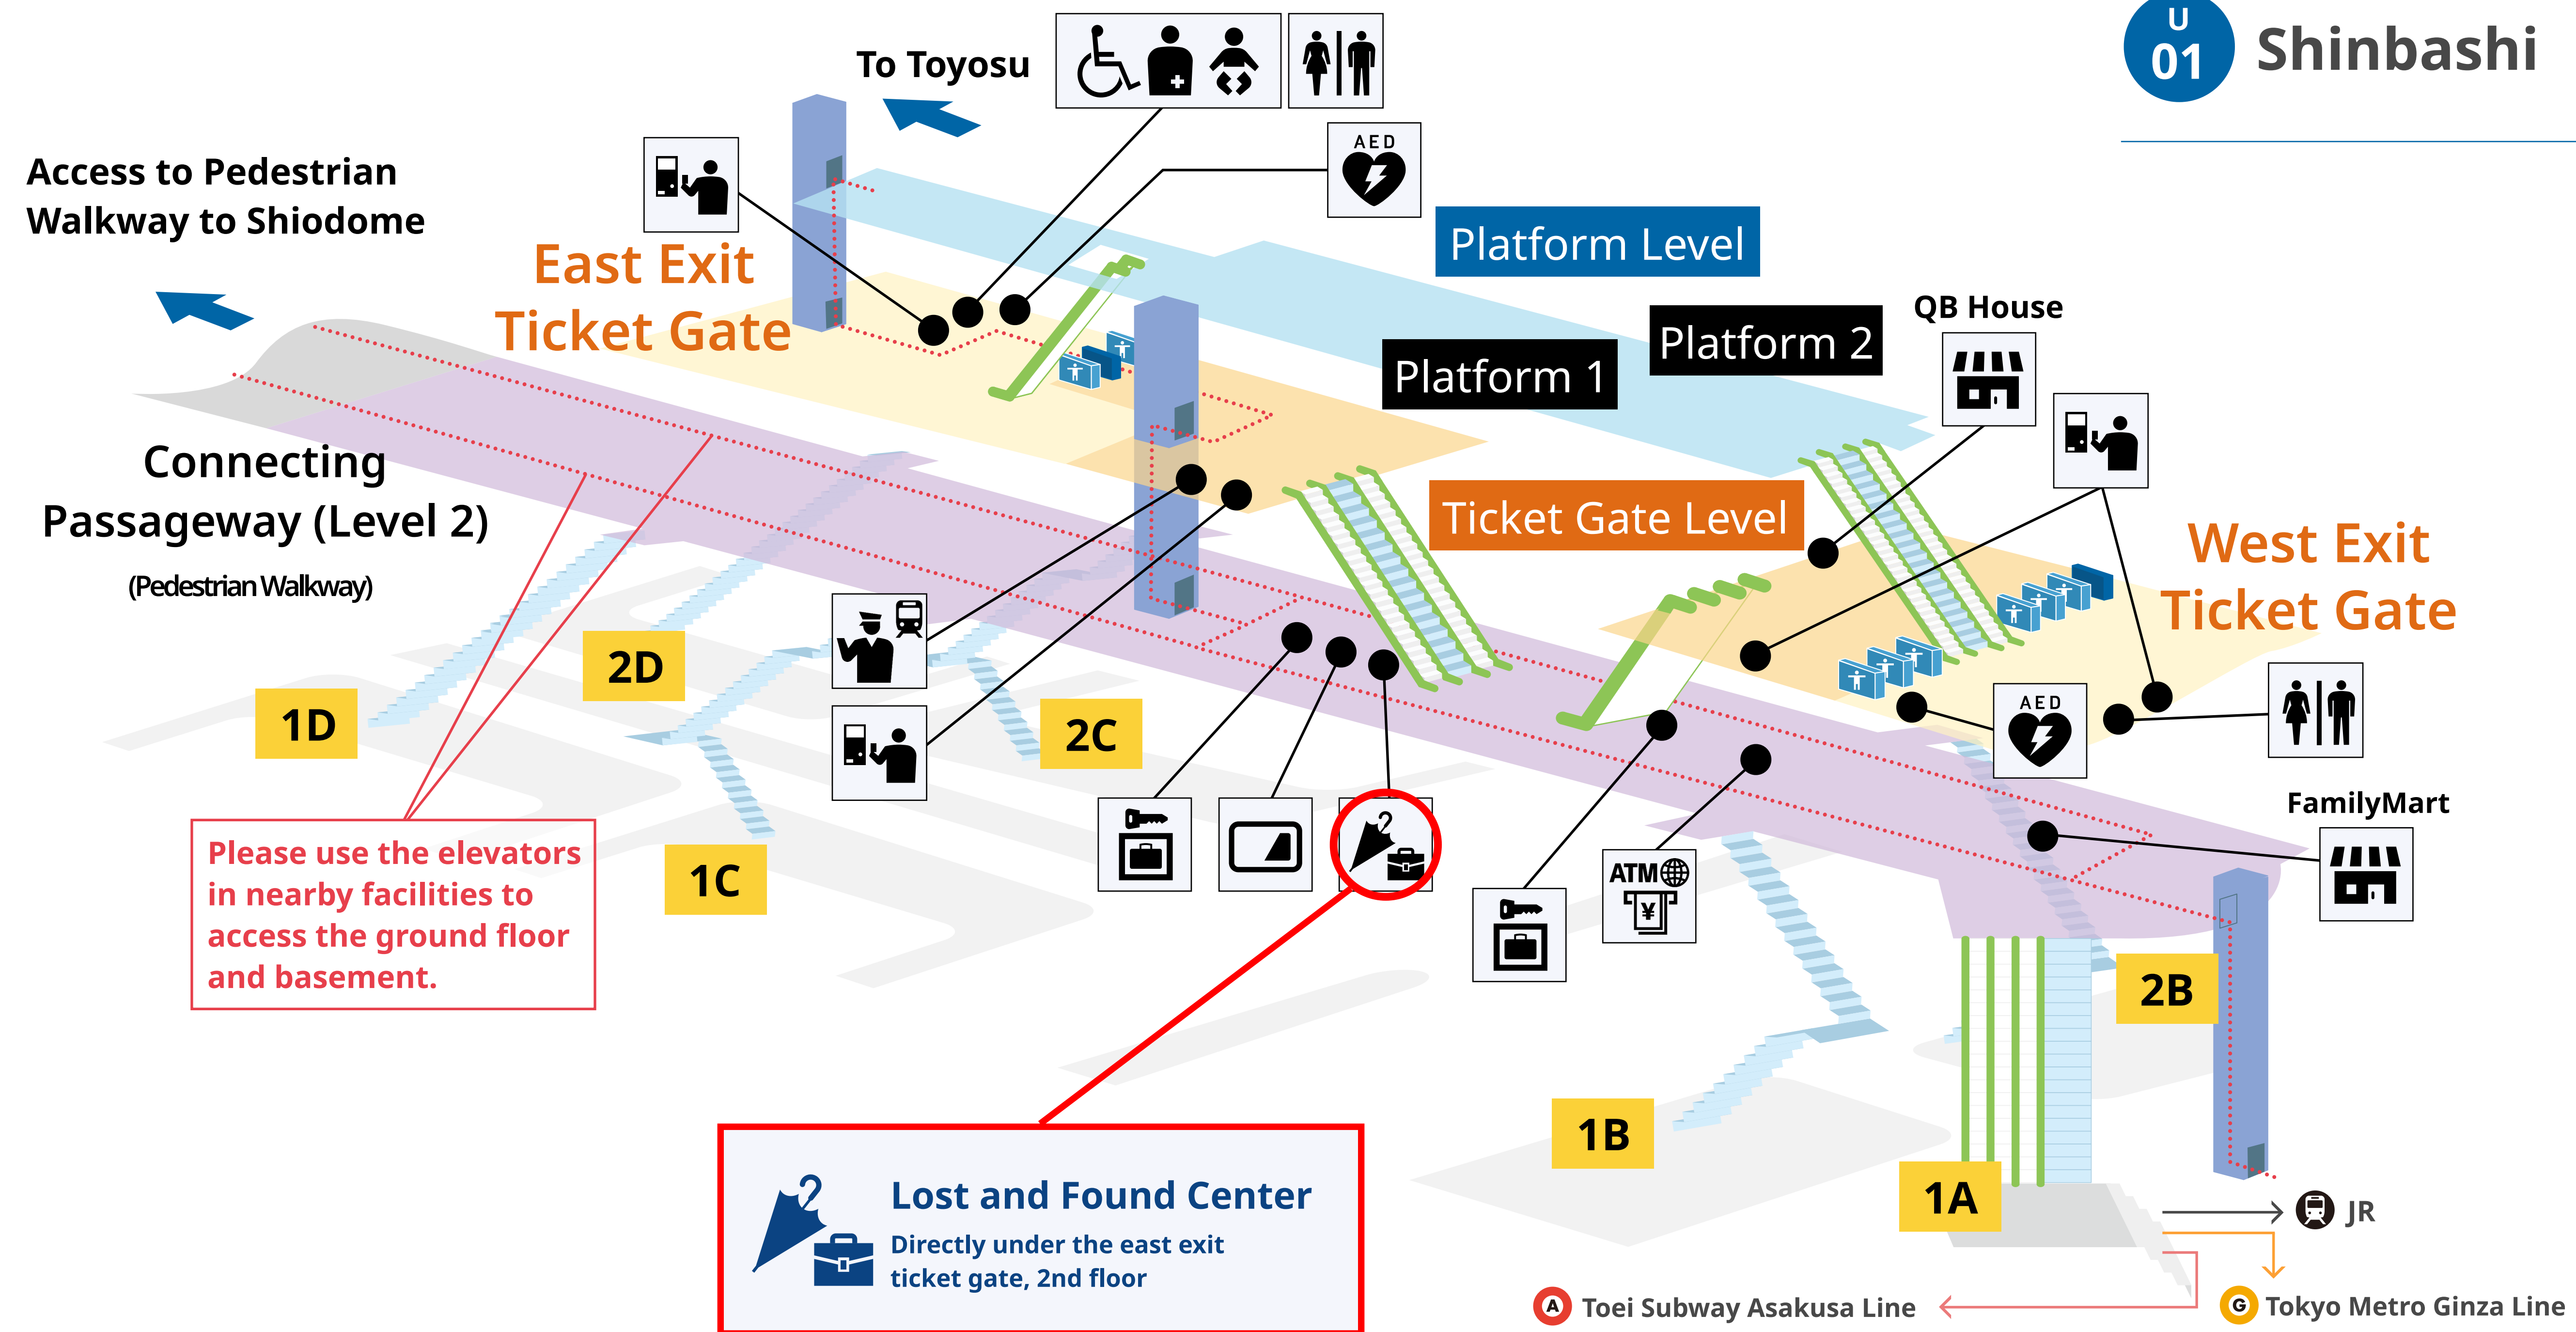 U
01
Shinbashi
To Toyosu
AED
Access to Pedestrian
Walkway to Shiodome
Platform Level
East Exit
Ticket Gate
Platform 1
Platform 2
QB House
Connecting
Passageway (Level 2)
(Pedestrian Walkway)
Ticket Gate Level
West Exit
Ticket Gate
1D
2D
2C
1C
AED
FamilyMart
ATM
¥
Please use the elevators
in nearby facilities to
access the ground floor
and basement.
2B
1B
1A
Lost and Found Center
Directly under the east exit
ticket gate, 2nd floor
JR
A Toei Subway Asakusa Line
G Tokyo Metro Ginza Line